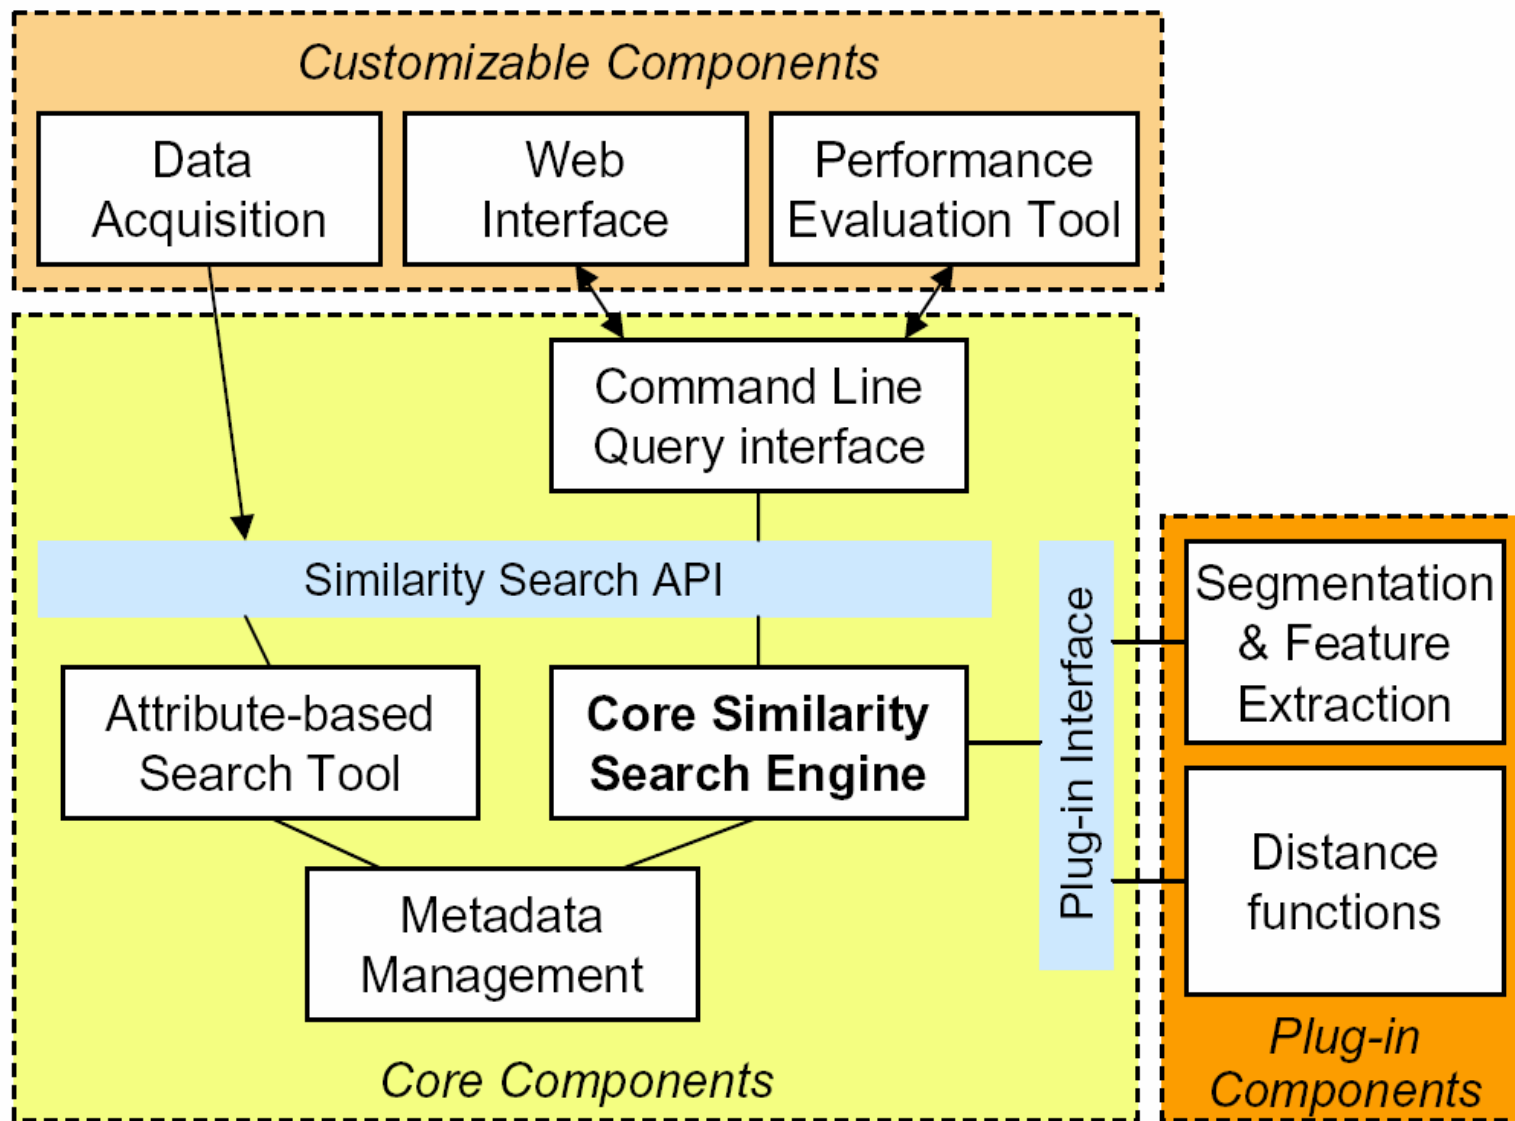 Customizable Components
Data
Acquisition
Web
Interface
Performance
Evaluation Tool
Command Line
Query interface
Similarity Search API
Attribute-based
Search Tool
Core Similarity
Search Engine
Metadata
Management
Core Components
Plug-in Interface
Segmentation
& Feature
Extraction
Distance
functions
Plug-in
Components